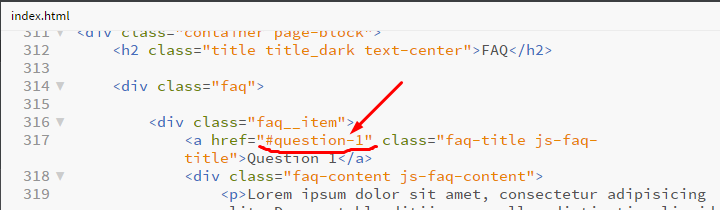 index.html
311 <div class="container page-block">
312 <h2 class="title title_dark text-center">FAQ</h2>
313
314 <div class="faq">
315
316 <div class="faq__item">
317 <a href="#question-1" class="faq-title js-faq-
title">Question 1</a>
318 <div class="faq-content js-faq-content">
319 <p>Lorem ipsum dolor sit amet, consectetur adipisicing